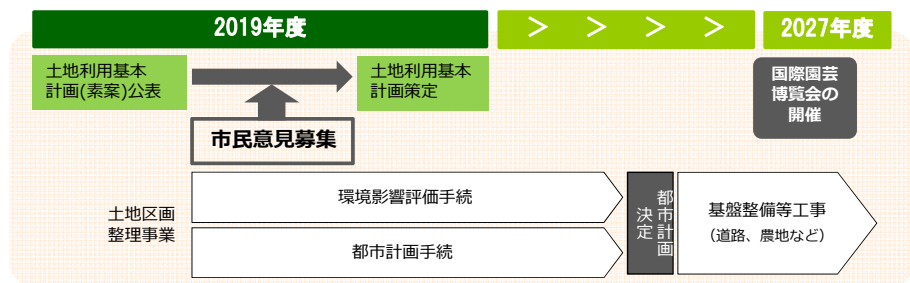 2019年度
＞ ＞ ＞ ＞
2027年度
土地利用基本
計画(素案)公表
土地利用基本
計画策定
国際園芸
博覧会の
開催
市民意見募集
土地区画
整理事業
環境影響評価手続
都市計画手続
都市計画
決定
基盤整備等工事
（道路、農地など）